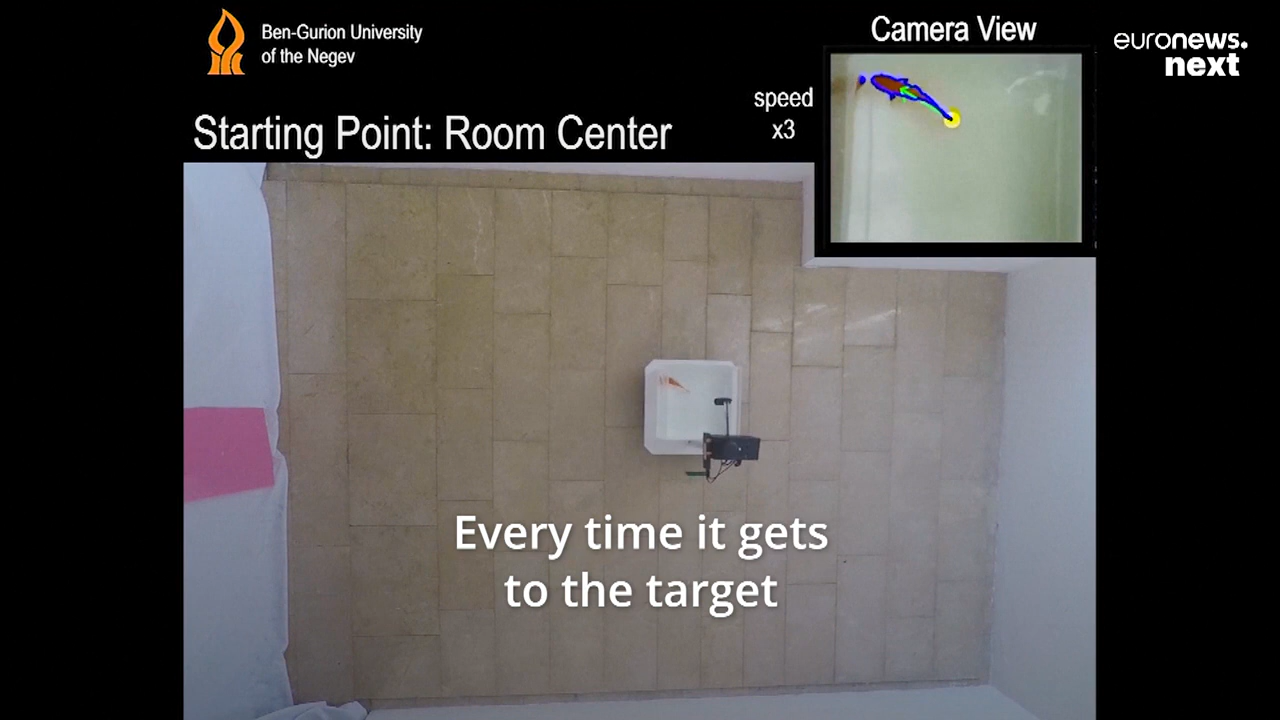 Ben-Gurion University
of the Negev
Camera View
euronews.
next
speed
x3
Starting Point: Room Center
Every time it gets
to the target